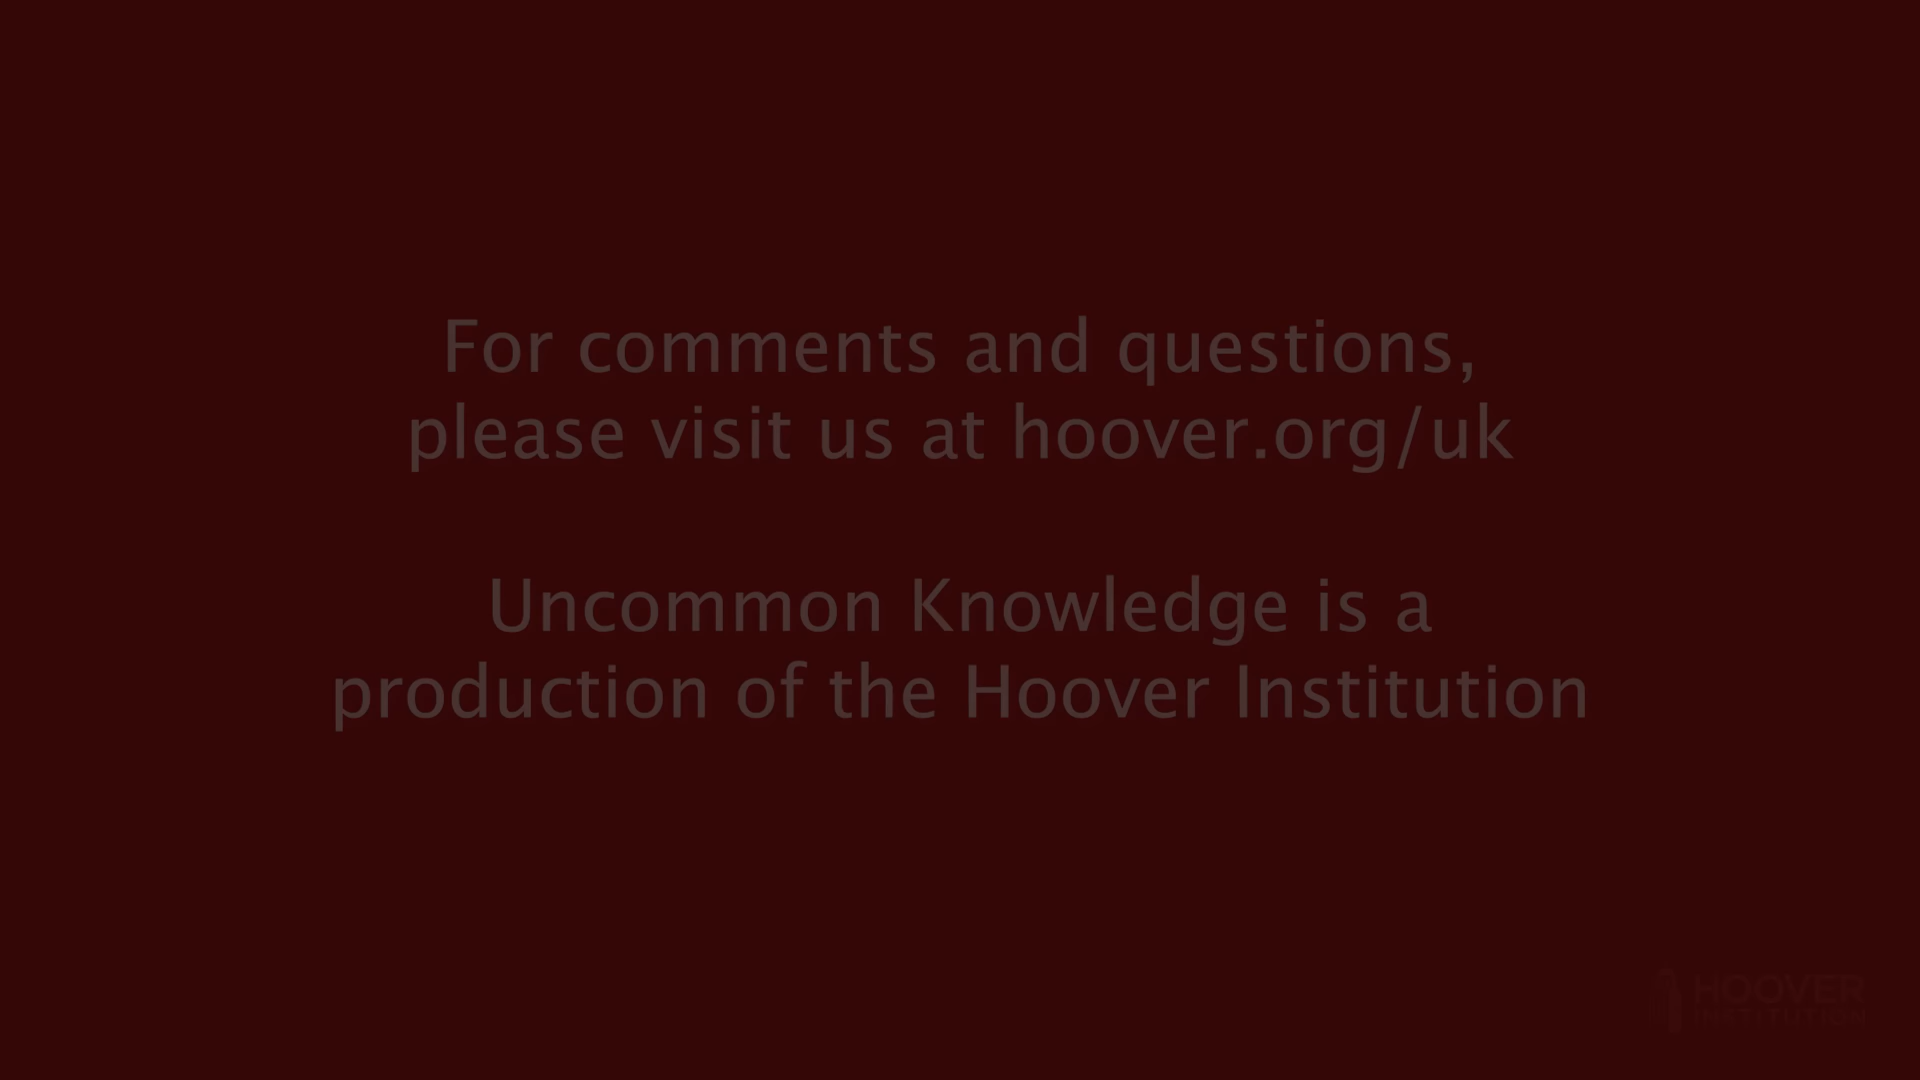 For comments and questions,
please visit us at hoover.org/uk
Uncommon Knowledge is a
production of the Hoover Institution
HOOVER
INSTITUTION